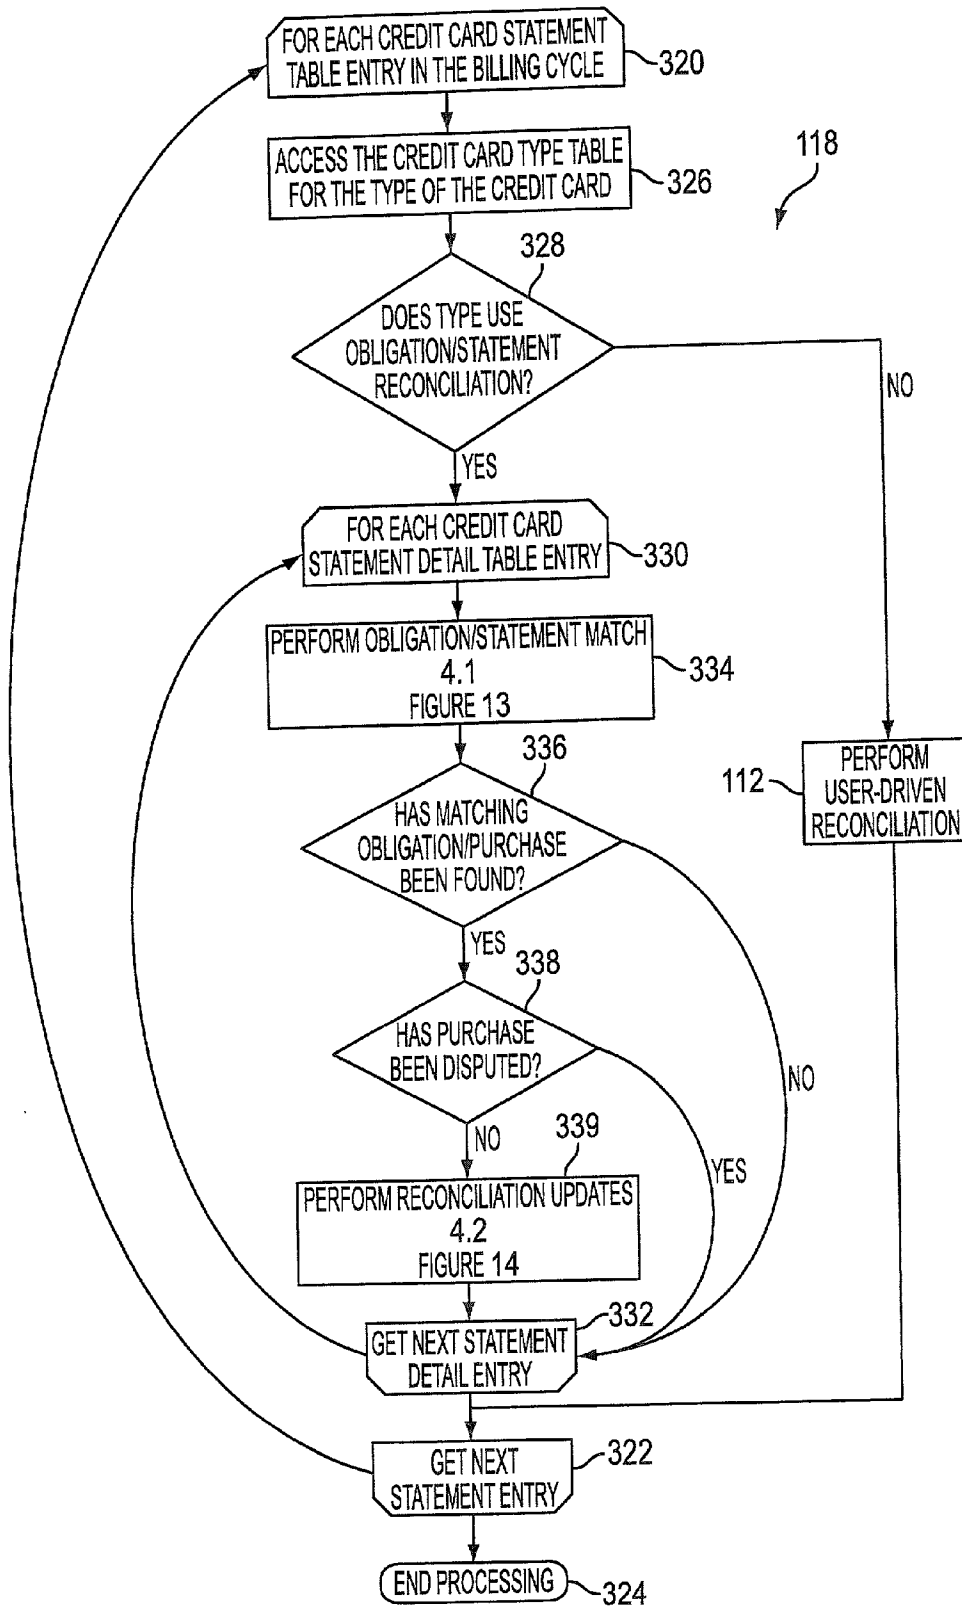 FOR EACH CREDIT CARD STATEMENT
TABLE ENTRY IN THE BILLING CYCLE
320
118
ACCESS THE CREDIT CARD TYPE TABLE
FOR THE TYPE OF THE CREDIT CARD
326
328
DOES TYPE USE
OBLIGATION/STATEMENT
RECONCILIATION?
NO
YES
FOR EACH CREDIT CARD
STATEMENT DETAIL TABLE ENTRY
330
PERFORM OBLIGATION/STATEMENT MATCH
4.1
FIGURE 13
334
336
HAS MATCHING
OBLIGATION/PURCHASE
BEEN FOUND?
112
PERFORM
USER-DRIVEN
RECONCILIATION
YES
338
HAS PURCHASE
BEEN DISPUTED?
NO
NO
339
YES
PERFORM RECONCILIATION UPDATES
4.2
FIGURE 14
332
GET NEXT STATEMENT
DETAIL ENTRY
GET NEXT
STATEMENT ENTRY
322
END PROCESSING
324